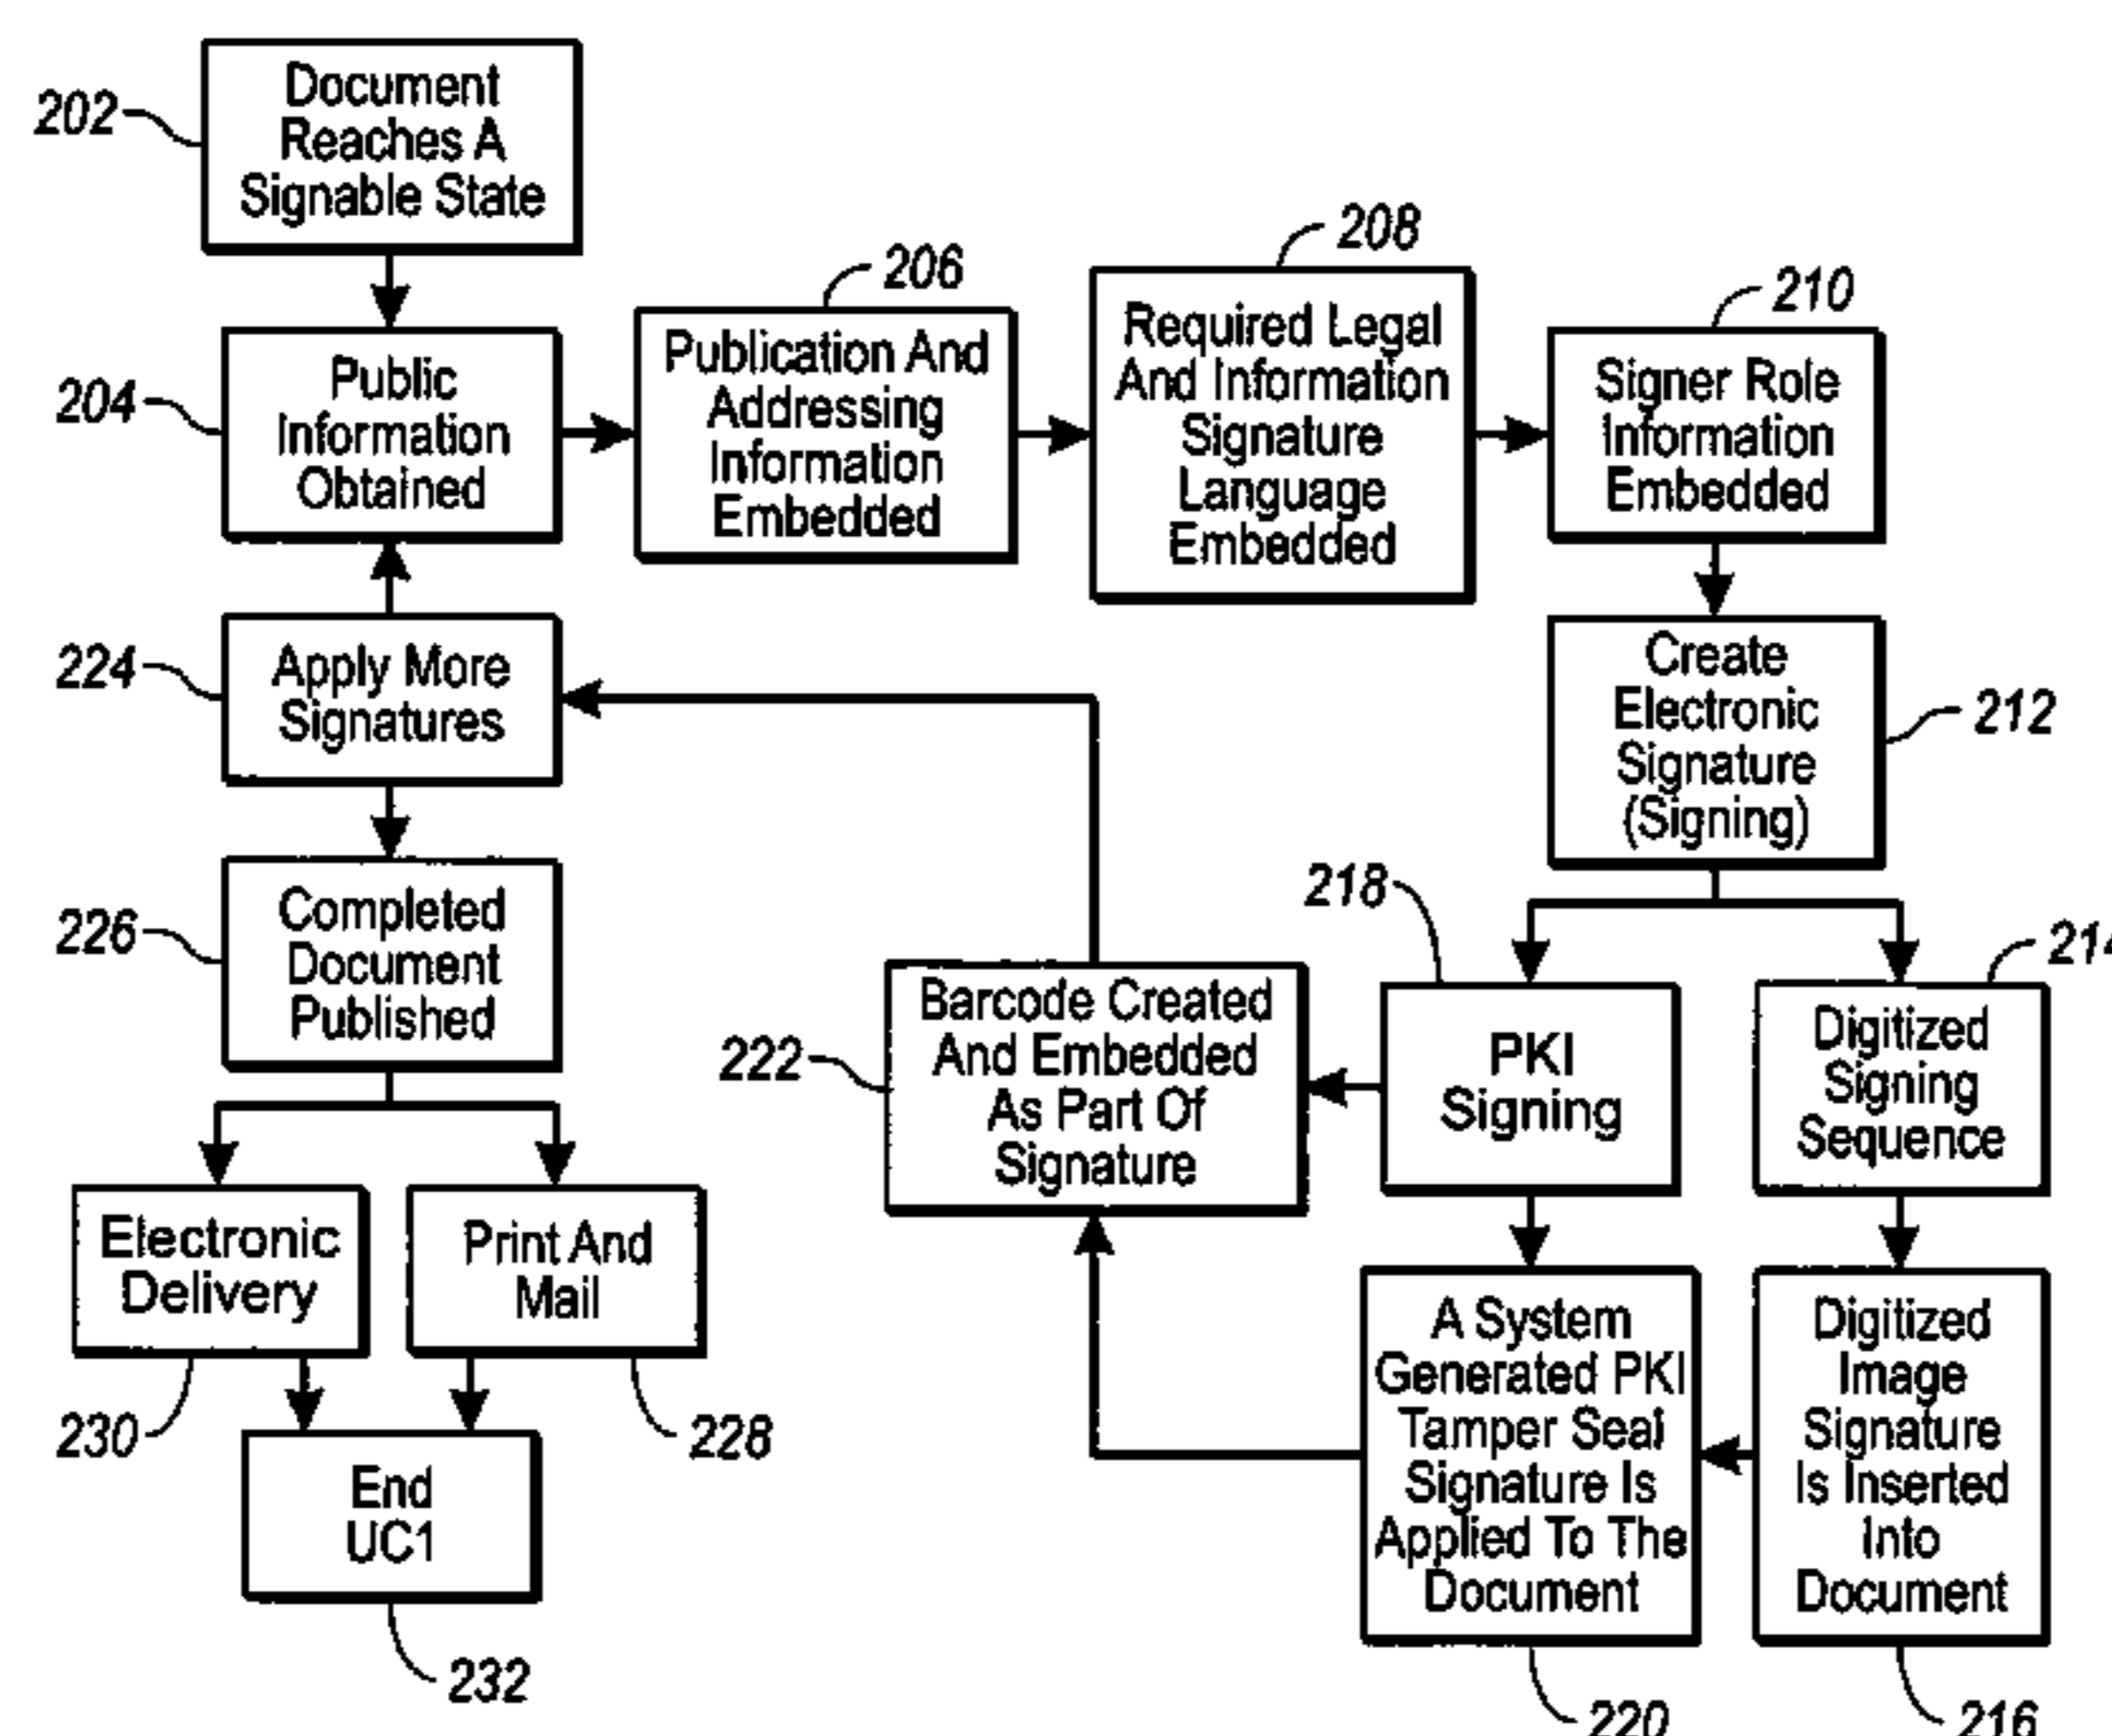 202
Document
Reaches A
Signable State
204
Public
Information
Obtained
206
Publication And
Addressing
Information
Embedded
208
Required Legal
And Information
Signature
Language
Embedded
210
Signer Role
Information
Embedded
212
Create
Electronic
Signature
(Signing)
224
Apply More
Signatures
226
Completed
Document
Published
222
Barcode Created
And Embedded
As Part Of
Signature
218
PKI
Signing
214
Digitized
Signing
Sequence
Electronic
Delivery
230
Print And
Mail
228
End
UC1
232
A System
Generated PKI
Tamper Seal
Signature Is
Applied To The
Document
220
Digitized
Image
Signature
Is Inserted
Into
Document
216